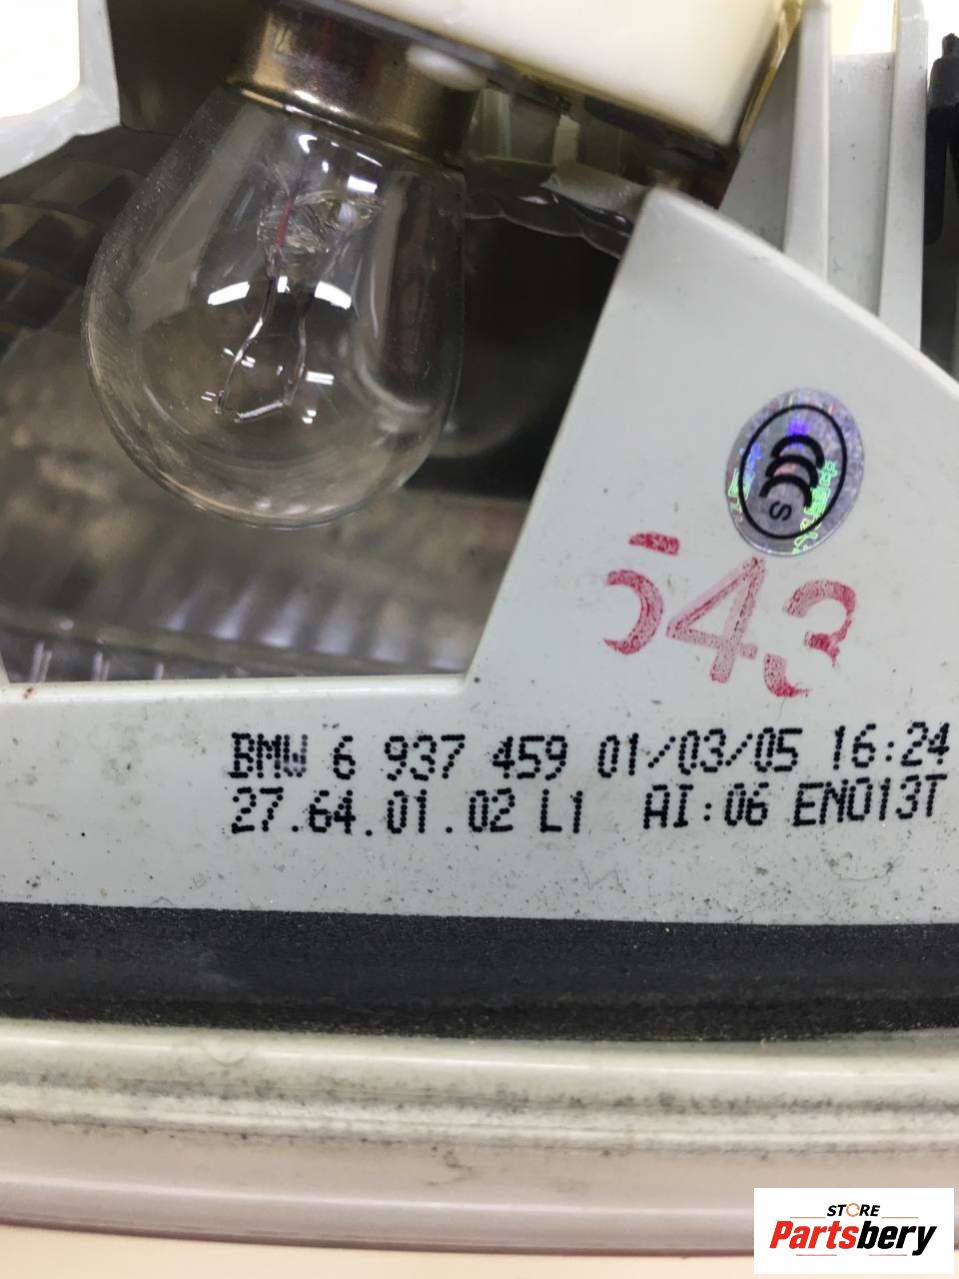 S
543
BMW 6 937 459 01/03/05 16:24
27.64.01.02 L1 AI:06 EN013T
STORE
Partsbery